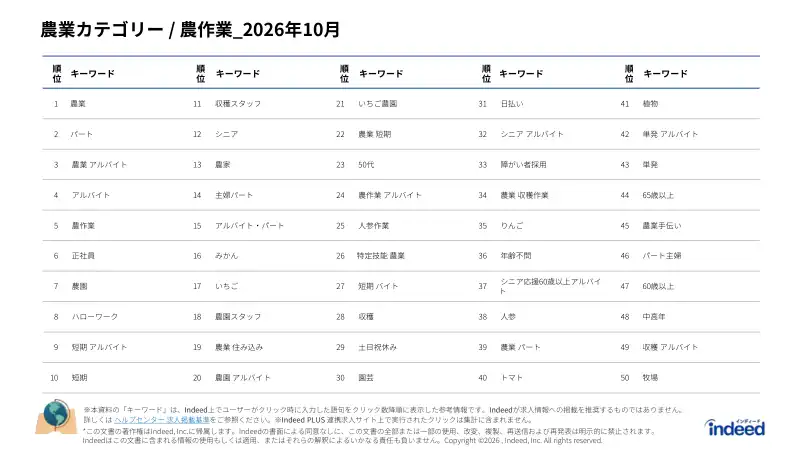 農業カテゴリー / 農作業_2026年10月
順位 キーワード 順位 キーワード 順位 キーワード 順位 キーワード 順位 キーワード
1 農業 11 収穫スタッフ 21 いちご農園 31 日払い 41 植物
2 パート 12 シニア 22 農業 短期 32 シニア アルバイト 42 単発 アルバイト
3 農業 アルバイト 13 農家 23 50代 33 障がい者採用 43 単発
4 アルバイト 14 主婦パート 24 農作業 アルバイト 34 農業 収穫作業 44 65歳以上
5 農作業 15 アルバイト・パート 25 人参作業 35 りんご 45 農業手伝い
6 正社員 16 みかん 26 特定技能 農業 36 年齢不問 46 パート主婦
7 農園 17 いちご 27 短期 バイト 37 シニア応援60歳以上アルバイト 47 60歳以上
8 ハローワーク 18 農園スタッフ 28 収穫 38 人参 48 中高年
9 短期 アルバイト 19 農業 住み込み 29 土日祝休み 39 農業 パート 49 収穫 アルバイト
10 短期 20 農園 アルバイト 30 園芸 40 トマト 50 牧場
※本資料の「キーワード」は、Indeed上でユーザーがクリック時に入力した語句をクリック数降順に表示した参考情報です。Indeedが求人情報への掲載を推奨するものではありません。
詳しくは ヘルプセンター 求人掲載基準をご参照ください。※Indeed PLUS 連携求人サイト上で実行されたクリックは集計に含まれません。
*この文書の著作権はIndeed, Inc.に帰属します。Indeedの書面による同意なしに、この文書の全部または一部の使用、改変、複製、再送信および再発表は明示的に禁止されます。
Indeedはこの文書に含まれる情報の使用もしくは適用、またはそれらの解釈によるいかなる責任も負いません。Copyright ©2026 , Indeed, Inc. All rights reserved.
インディード
indeed